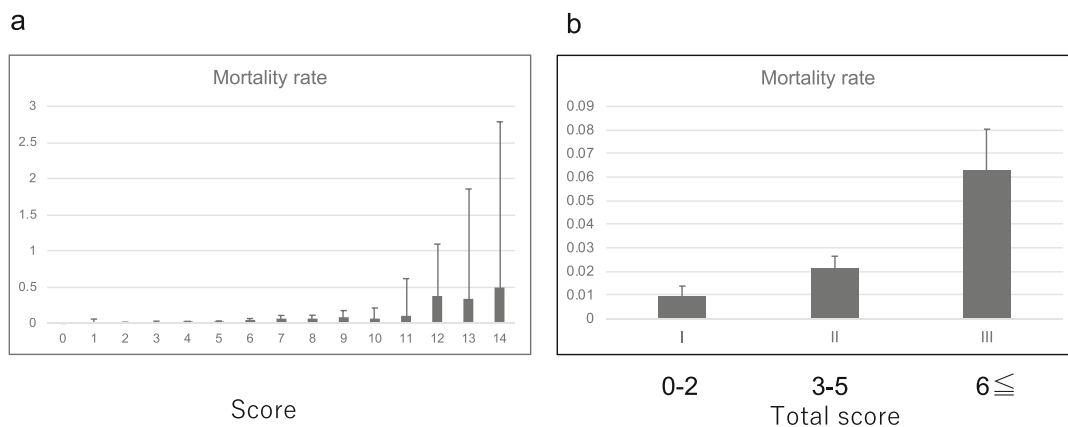 a
Mortality rate
3
2.5
2
1.5
1
0.5
0
0 1 2 3 4 5 6 7 8 9 10 11 12 13 14
Score
b
Mortality rate
0.09
0.08
0.07
0.06
0.05
0.04
0.03
0.02
0.01
0
I II III
0-2 3-5 6≦
Total score